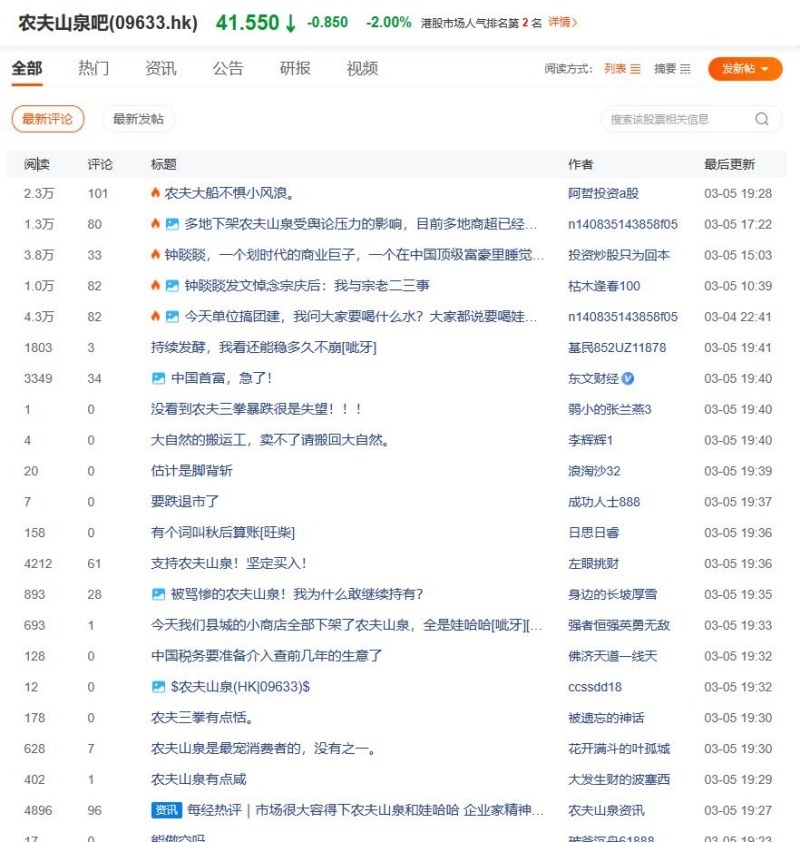 农夫山泉吧(09633.hk) 41.550↓ -0.850 -2.00% 港股市场人气排名第 2 名 详情>
全部 热门 资讯 公告 研报 视频 阅读方式： 列表 摘要 发新帖
最新评论 最新发帖 搜索该股票相关信息
阅读 评论 标题 作者 最后更新
2.3万 101 农夫大船不惧小风浪。 阿哲投资a股 03-05 19:28
1.3万 80 多地下架农夫山泉受舆论压力的影响，目前多地商超已经... n140835143858f05 03-05 17:22
3.8万 33 钟睒睒，一个划时代的商业巨子，一个在中国顶级富豪里睡觉... 投资炒股只为回本 03-05 15:03
1.0万 82 钟睒睒发文悼念宗庆后：我与宗老二三事 枯木逢春100 03-05 10:39
4.3万 82 今天单位搞团建，我问大家要喝什么水？大家都说要喝娃... n140835143858f05 03-04 22:41
1803 3 持续发酵，我看还能稳多久不崩[呲牙] 基民852UZ11878 03-05 19:41
3349 34 中国首富，急了！ 东文财经 03-05 19:40
1 0 没看到农夫三拳暴跌很是失望！！！ 弱小的张兰燕3 03-05 19:40
4 0 大自然的搬运工，卖不了请搬回大自然。 李辉辉1 03-05 19:40
20 0 估计是脚背斩 浪淘沙32 03-05 19:39
7 0 要跌退市了 成功人士888 03-05 19:37
158 0 有个词叫秋后算账[旺柴] 日思日睿 03-05 19:36
4212 61 支持农夫山泉！坚定买入！ 左眼挑财 03-05 19:36
893 28 被骂惨的农夫山泉！我为什么敢继续持有？ 身边的长坡厚雪 03-05 19:35
693 1 今天我们县城的小商店全部下架了农夫山泉，全是娃哈哈[呲牙][... 强者恒强英勇无敌 03-05 19:33
128 0 中国税务要准备介入查前几年的生意了 佛济天道一线天 03-05 19:32
12 0 $农夫山泉(HK|09633)$ ccssdd18 03-05 19:32
178 0 农夫三拳有点恬。 被遗忘的神话 03-05 19:30
628 7 农夫山泉是最宠消费者的，没有之一。 花开满斗的叶孤城 03-05 19:30
402 1 农夫山泉有点咸 大发生财的波塞西 03-05 19:29
4896 96 资讯 每经热评｜市场很大容得下农夫山泉和娃哈哈 企业家精神... 农夫山泉资讯 03-05 19:27
17 0 能做空吗 破釜沉舟61888 03-05 19:23